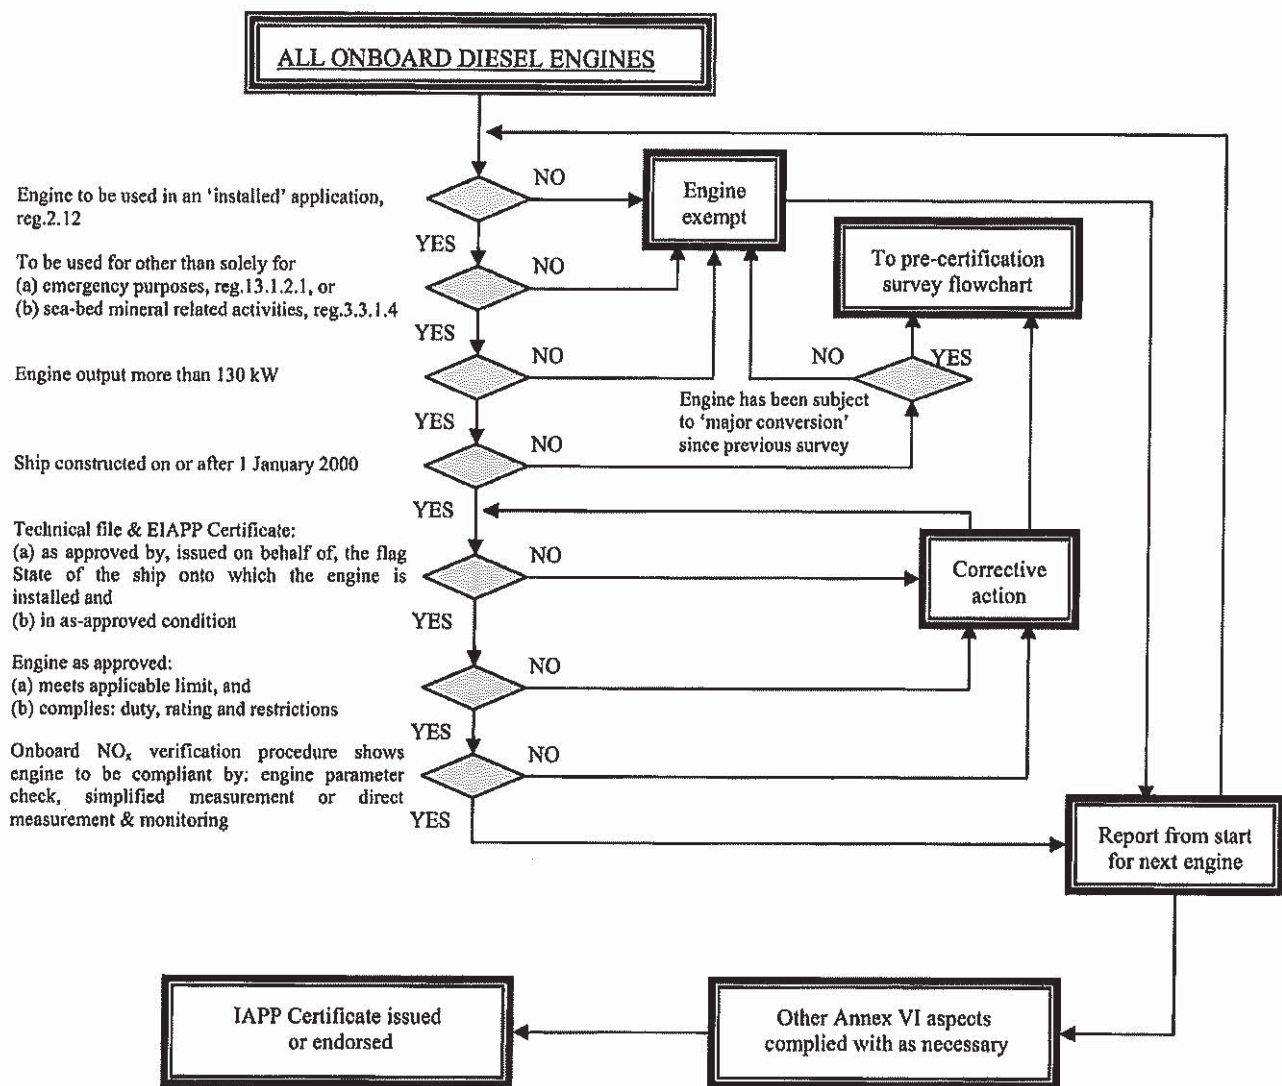 ALL ONBOARD DIESEL ENGINES
Engine to be used in an ‘installed’ application,
reg.2.12
NO
Engine
exempt
YES
To be used for other than solely for
(a) emergency purposes, reg.13.1.2.1, or
(b) sea-bed mineral related activities, reg.3.3.1.4
NO
To pre-certification
survey flowchart
YES
Engine output more than 130 kW
NO
NO
YES
Engine has been subject
to ‘major conversion’
since previous survey
YES
Ship constructed on or after 1 January 2000
NO
YES
Technical file & EIAPP Certificate:
(a) as approved by, issued on behalf of, the flag
State of the ship onto which the engine is
installed and
(b) in as-approved condition
NO
Corrective
action
YES
Engine as approved:
(a) meets applicable limit, and
(b) complies: duty, rating and restrictions
NO
YES
Onboard NOx verification procedure shows
engine to be compliant by; engine parameter
check, simplified measurement or direct
measurement & monitoring
NO
YES
Report from start
for next engine
IAPP Certificate issued
or endorsed
Other Annex VI aspects
complied with as necessary